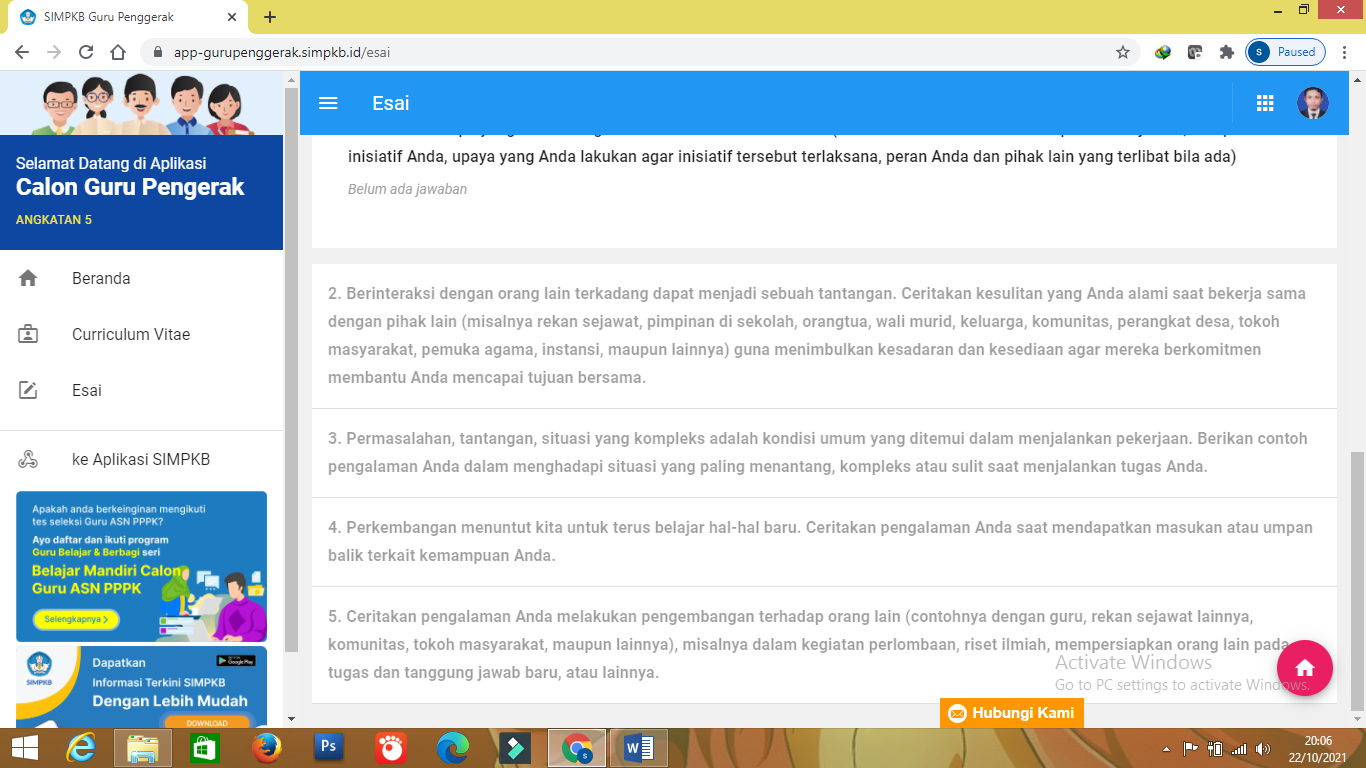 SIMPKB Guru Penggerak
app-gurupenggerak.simpkb.id/esai
S
Paused
Selamat Datang di Aplikasi
Calon Guru Pengerak
ANGKATAN 5
Beranda
Curriculum Vitae
Esai
ke Aplikasi SIMPKB
Apakah anda berkeinginan mengikuti
tes seleksi Guru ASN PPPK?
Ayo daftar dan ikuti program
Guru Belajar & Berbagi seri
Belajar Mandiri Calon
Guru ASN PPPK
Selengkapnya
SIMPKB
Dapatkan
Google Play
Informasi Terkini SIMPKB
Dengan Lebih Mudah
DOWNLOAD
Esai
inisiatif Anda, upaya yang Anda lakukan agar inisiatif tersebut terlaksana, peran Anda dan pihak lain yang terlibat bila ada)
Belum ada jawaban
2. Berinteraksi dengan orang lain terkadang dapat menjadi sebuah tantangan. Ceritakan kesulitan yang Anda alami saat bekerja sama
dengan pihak lain (misalnya rekan sejawat, pimpinan di sekolah, orangtua, wali murid, keluarga, komunitas, perangkat desa, tokoh
masyarakat, pemuka agama, instansi, maupun lainnya) guna menimbulkan kesadaran dan kesediaan agar mereka berkomitmen
membantu Anda mencapai tujuan bersama.
3. Permasalahan, tantangan, situasi yang kompleks adalah kondisi umum yang ditemui dalam menjalankan pekerjaan. Berikan contoh
pengalaman Anda dalam menghadapi situasi yang paling menantang, kompleks atau sulit saat menjalankan tugas Anda.
4. Perkembangan menuntut kita untuk terus belajar hal-hal baru. Ceritakan pengalaman Anda saat mendapatkan masukan atau umpan
balik terkait kemampuan Anda.
5. Ceritakan pengalaman Anda melakukan pengembangan terhadap orang lain (contohnya dengan guru, rekan sejawat lainnya,
komunitas, tokoh masyarakat, maupun lainnya), misalnya dalam kegiatan perlombaan, riset ilmiah, mempersiapkan orang lain pada
tugas dan tanggung jawab baru, atau lainnya.
Activate Windows
Go to PC settings to activate Windows.
Hubungi Kami
Ps
20:06
22/10/2021